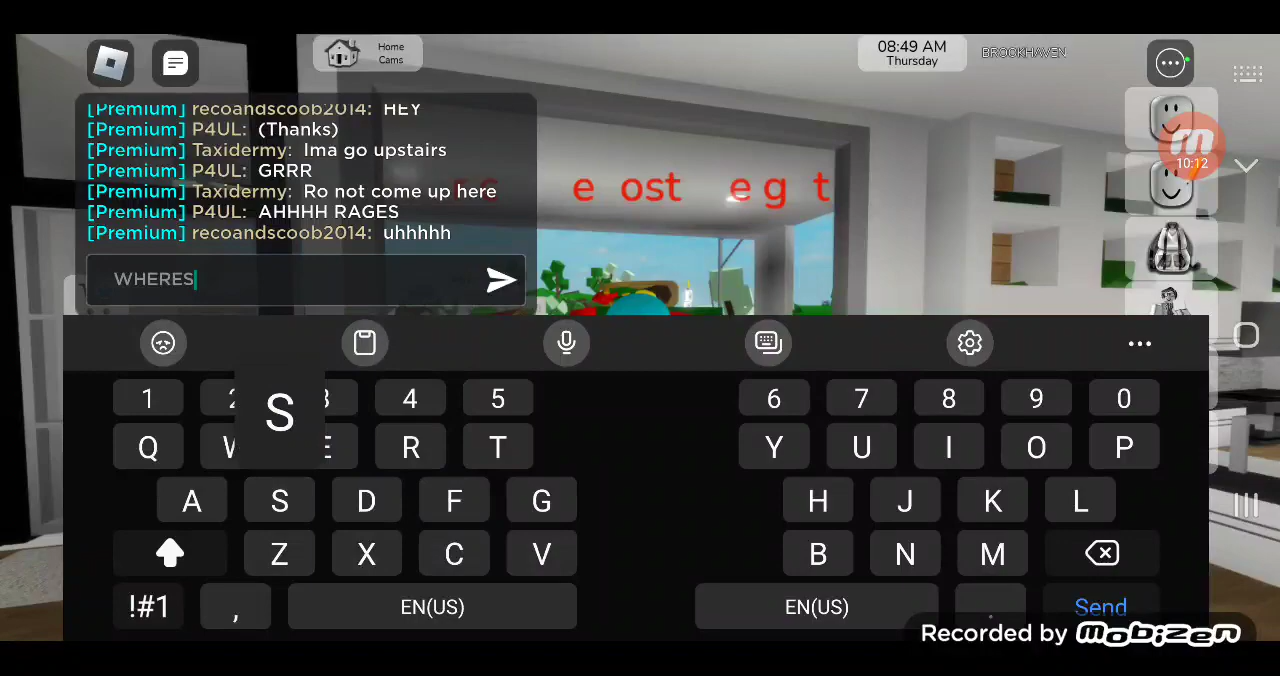 Home
Cams
08:49 AM
Thursday
BROOKHAVEN
[Premium] recoandscoob2014: HEY
[Premium] P4UL: (Thanks)
[Premium] Taxidermy: Ima go upstairs
[Premium] P4UL: GRRR
[Premium] Taxidermy: Ro not come up here
[Premium] P4UL: AHHHH RAGES
[Premium] recoandscoob2014: uhhhhh
e ost e g t
10:12
WHERES
S
1 2 3 4 5 6 7 8 9 0
Q W E R T Y U I O P
A S D F G H J K L
Z X C V B N M
!#1 , EN(US) EN(US) . Send
Recorded by mobizen